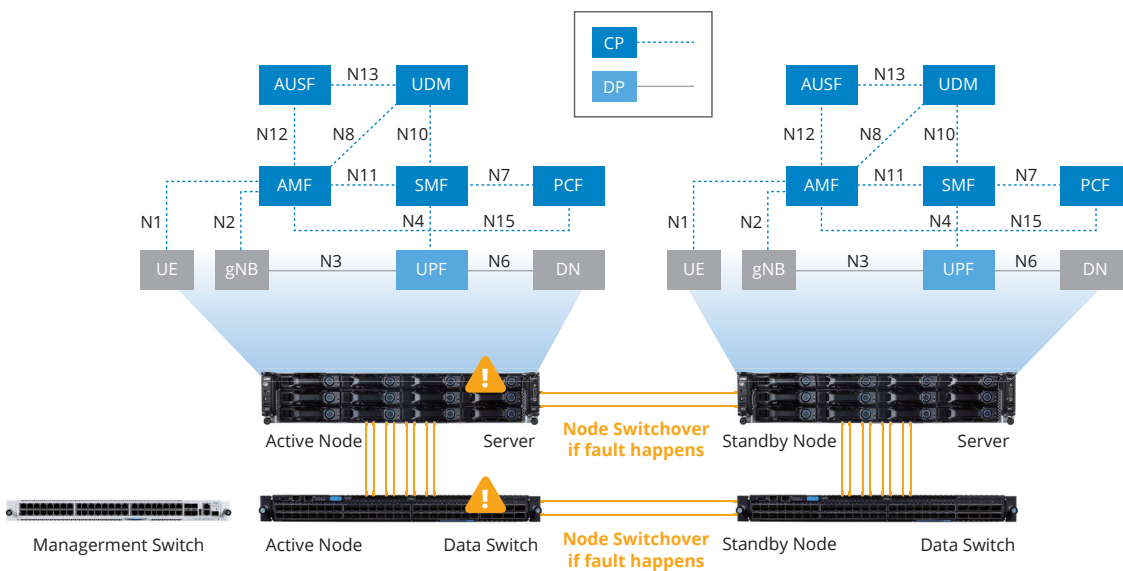 CP
DP
AUSF
N13
UDM
AUSF
N13
UDM
N12
N8
N10
N12
N8
N10
AMF
N11
SMF
N7
PCF
AMF
N11
SMF
N7
PCF
N1
N2
N4
N15
N1
N2
N4
N15
UE
gNB
N3
UPF
N6
DN
UE
gNB
N3
UPF
N6
DN
Active Node
Server
Node Switchover
if fault happens
Standby Node
Server
Managerment Switch
Active Node
Data Switch
Node Switchover
if fault happens
Standby Node
Data Switch